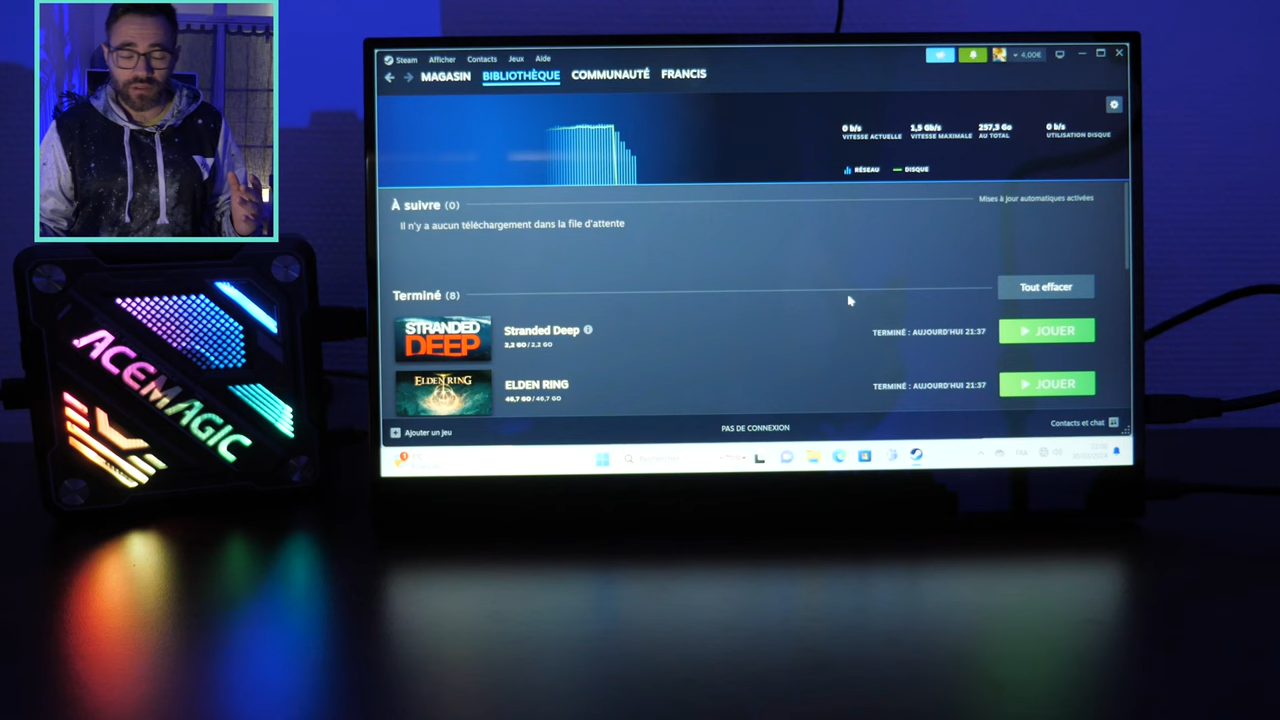 Steam Afficher Contacts Jeux Aide
4,00€
MAGASIN BIBLIOTHÈQUE COMMUNAUTÉ FRANCIS
0 b/s 1,5 Gb/s 257,3 Go 0 b/s
VITESSE ACTUELLE VITESSE MAXIMALE AU TOTAL UTILISATION DISQUE
RÉSEAU DISQUE
À suivre (0) Mises à jour automatiques activées
Il n'y a aucun téléchargement dans la file d'attente
Terminé (8) Tout effacer
STRANDED DEEP
Stranded Deep
2,2 GO / 2,2 GO
TERMINÉ : AUJOURD'HUI 21:37 JOUER
ELDEN RING
ELDEN RING
46,7 GO / 46,7 GO
TERMINÉ : AUJOURD'HUI 21:37 JOUER
Ajouter un jeu PAS DE CONNEXION Contacts et chat
1
FRA
ACEMAGIC